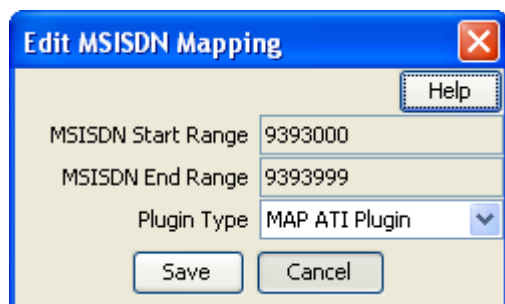 Edit MSISDN Mapping
Help
MSISDN Start Range 9393000
MSISDN End Range 9393999
Plugin Type MAP ATI Plugin
Save Cancel